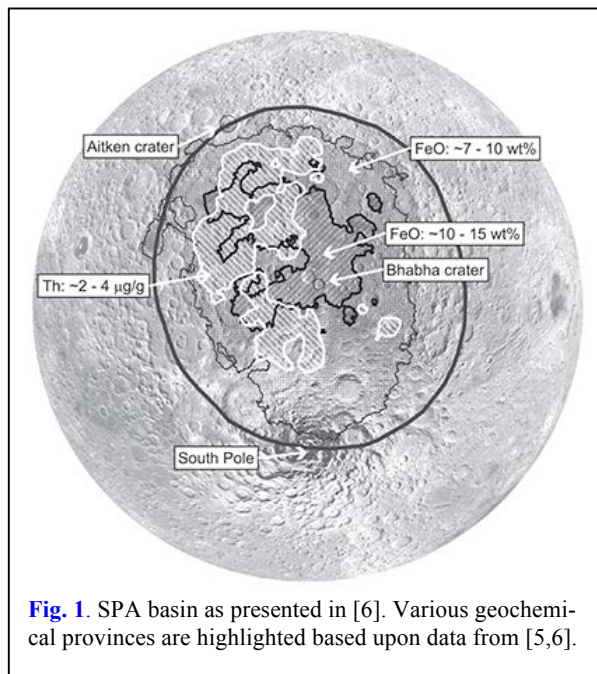 Aitken crater
FeO: ~7 - 10 wt%
FeO: ~10 - 15 wt%
Bhabha crater
Th: ~2 - 4 µg/g
South Pole
Fig. 1. SPA basin as presented in [6]. Various geochemi-
cal provinces are highlighted based upon data from [5,6].